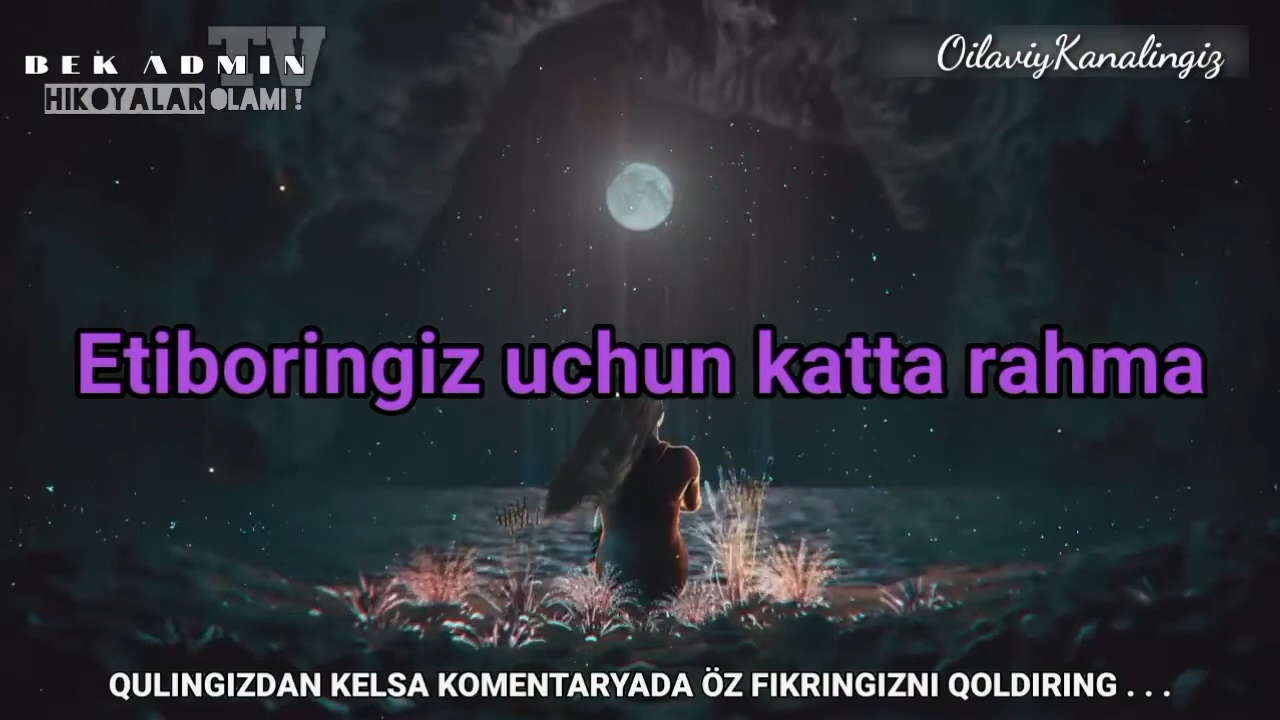 BEK ADMIN TV
HIKOYALAR OLAMI !
OilaviyKanalingiz
Etiboringiz uchun katta rahma
QULINGIZDAN KELSA KOMENTARYADA ÖZ FIKRINGIZNI QOLDIRING . . .